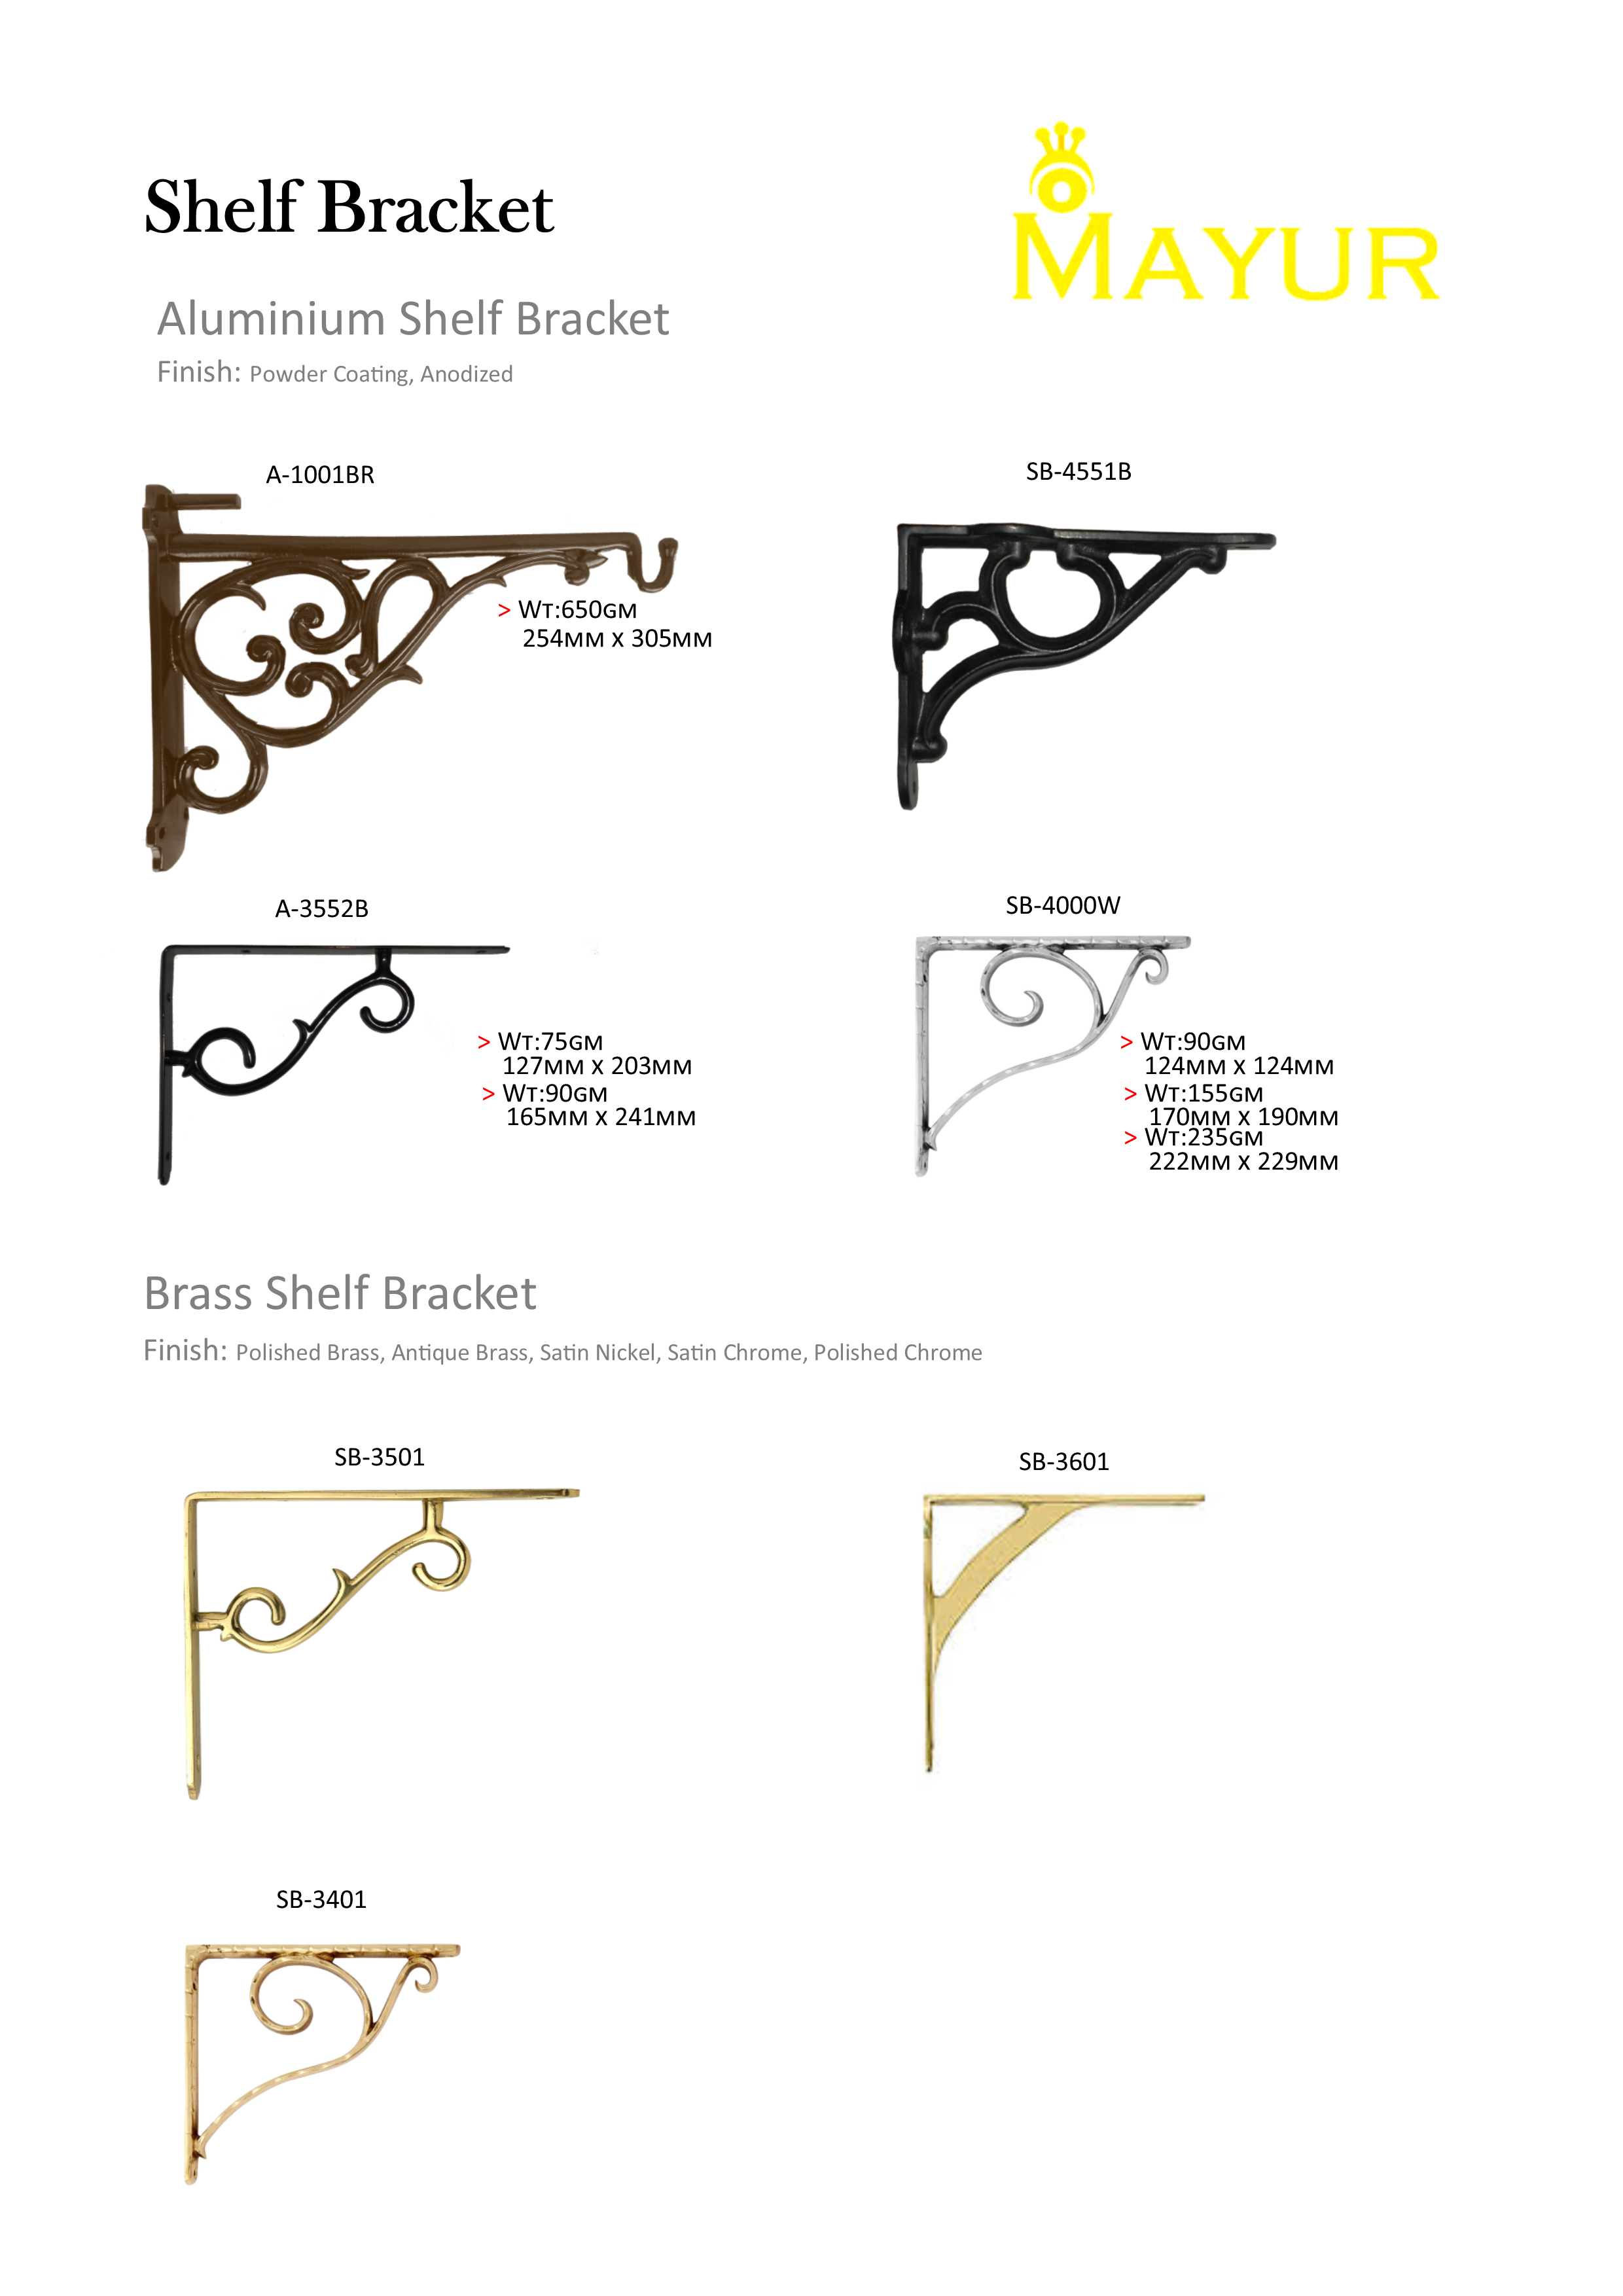 Shelf Bracket
MAYUR
Aluminium Shelf Bracket
Finish: Powder Coating, Anodized
A-1001BR
SB-4551B
> WT:650GM
254MM X 305MM
A-3552B
SB-4000W
> WT:75GM
127MM X 203MM
> WT:90GM
165MM X 241MM
> WT:90GM
124MM X 124MM
> WT:155GM
170MM X 190MM
> WT:235GM
222MM X 229MM
Brass Shelf Bracket
Finish: Polished Brass, Antique Brass, Satin Nickel, Satin Chrome, Polished Chrome
SB-3501
SB-3601
SB-3401